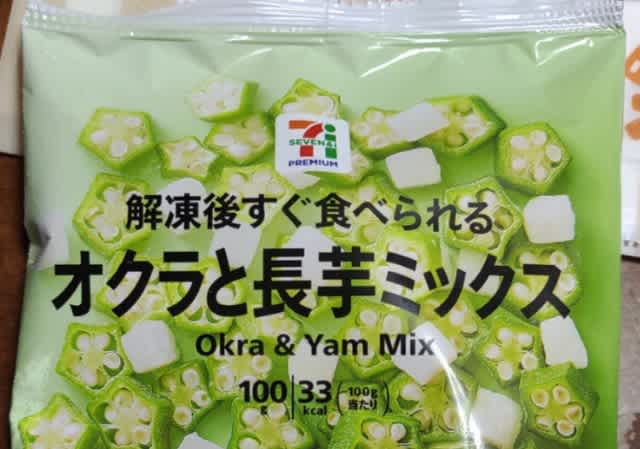 7i
SEVEN&i
PREMIUM
解凍後すぐ食べられる
オクラと長芋ミックス
Okra & Yam Mix
100g 33kcal (100g当たり)